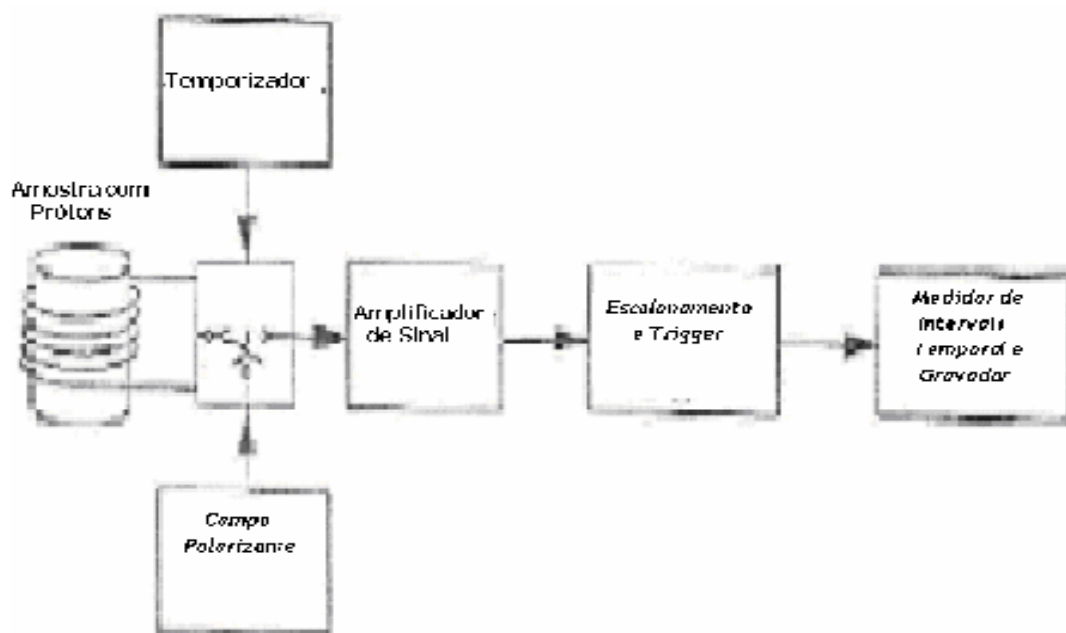 Temporizador
Amostra com
Prótons
Amplificador
de Sinal
Escalonamento
e Trigger
Medidor de
Intervalo
Temporal e
Gravador
Campo
Polarizante